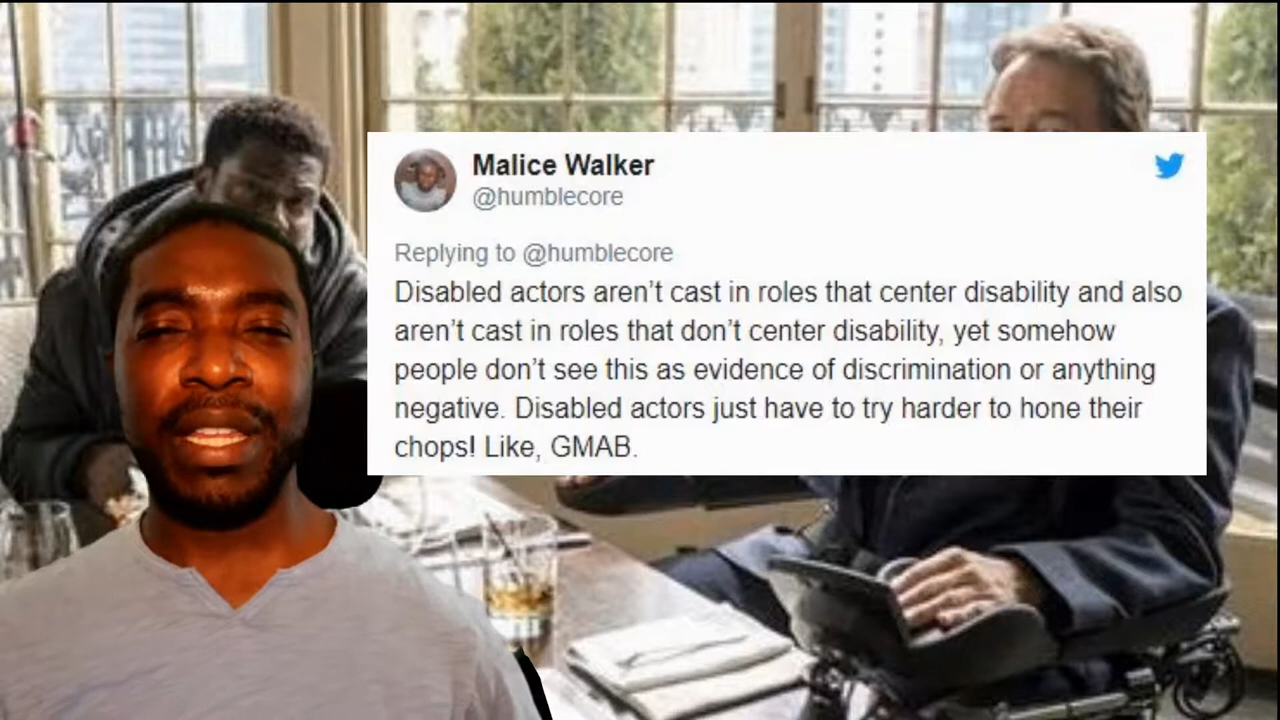 Malice Walker
@humblecore
Replying to @humblecore
Disabled actors aren’t cast in roles that center disability and also
aren’t cast in roles that don’t center disability, yet somehow
people don’t see this as evidence of discrimination or anything
negative. Disabled actors just have to try harder to hone their
chops! Like, GMAB.